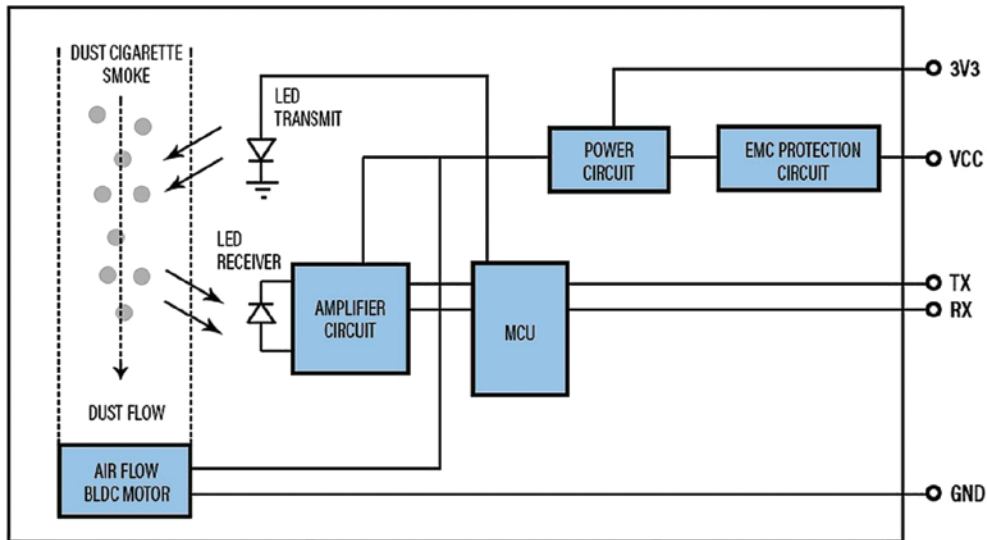 DUST CIGARETTE
SMOKE
LED
TRANSMIT
3V3
POWER
CIRCUIT
EMC PROTECTION
CIRCUIT
VCC
LED
RECEIVER
AMPLIFIER
CIRCUIT
MCU
TX
RX
DUST FLOW
AIR FLOW
BLDC MOTOR
GND